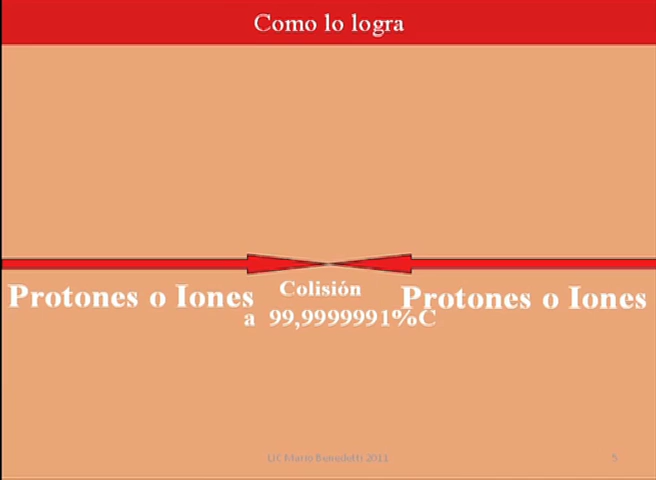 Como lo logra
Protones o Iones
Colisión
a 99,9999991%C
Protones o Iones
LIC Mario Benedetti 2011
5